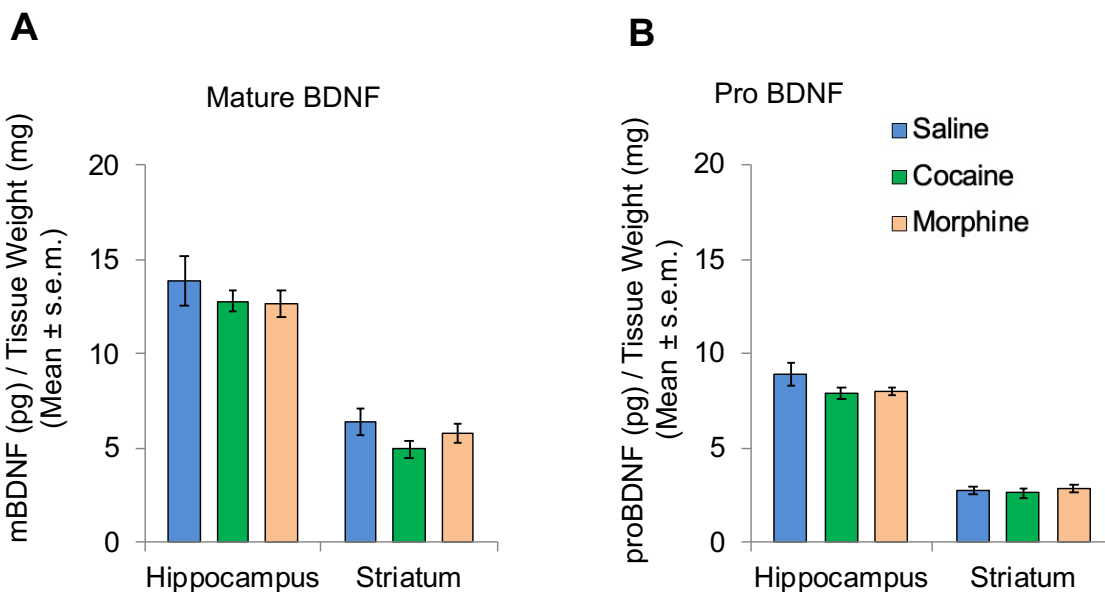 A
Mature BDNF
mBDNF (pg) / Tissue Weight (mg)
(Mean ± s.e.m.)
20
15
10
5
0
Hippocampus
Striatum
B
Pro BDNF
Saline
Cocaine
Morphine
proBDNF (pg) / Tissue Weight (mg)
(Mean ± s.e.m.)
20
15
10
5
0
Hippocampus
Striatum